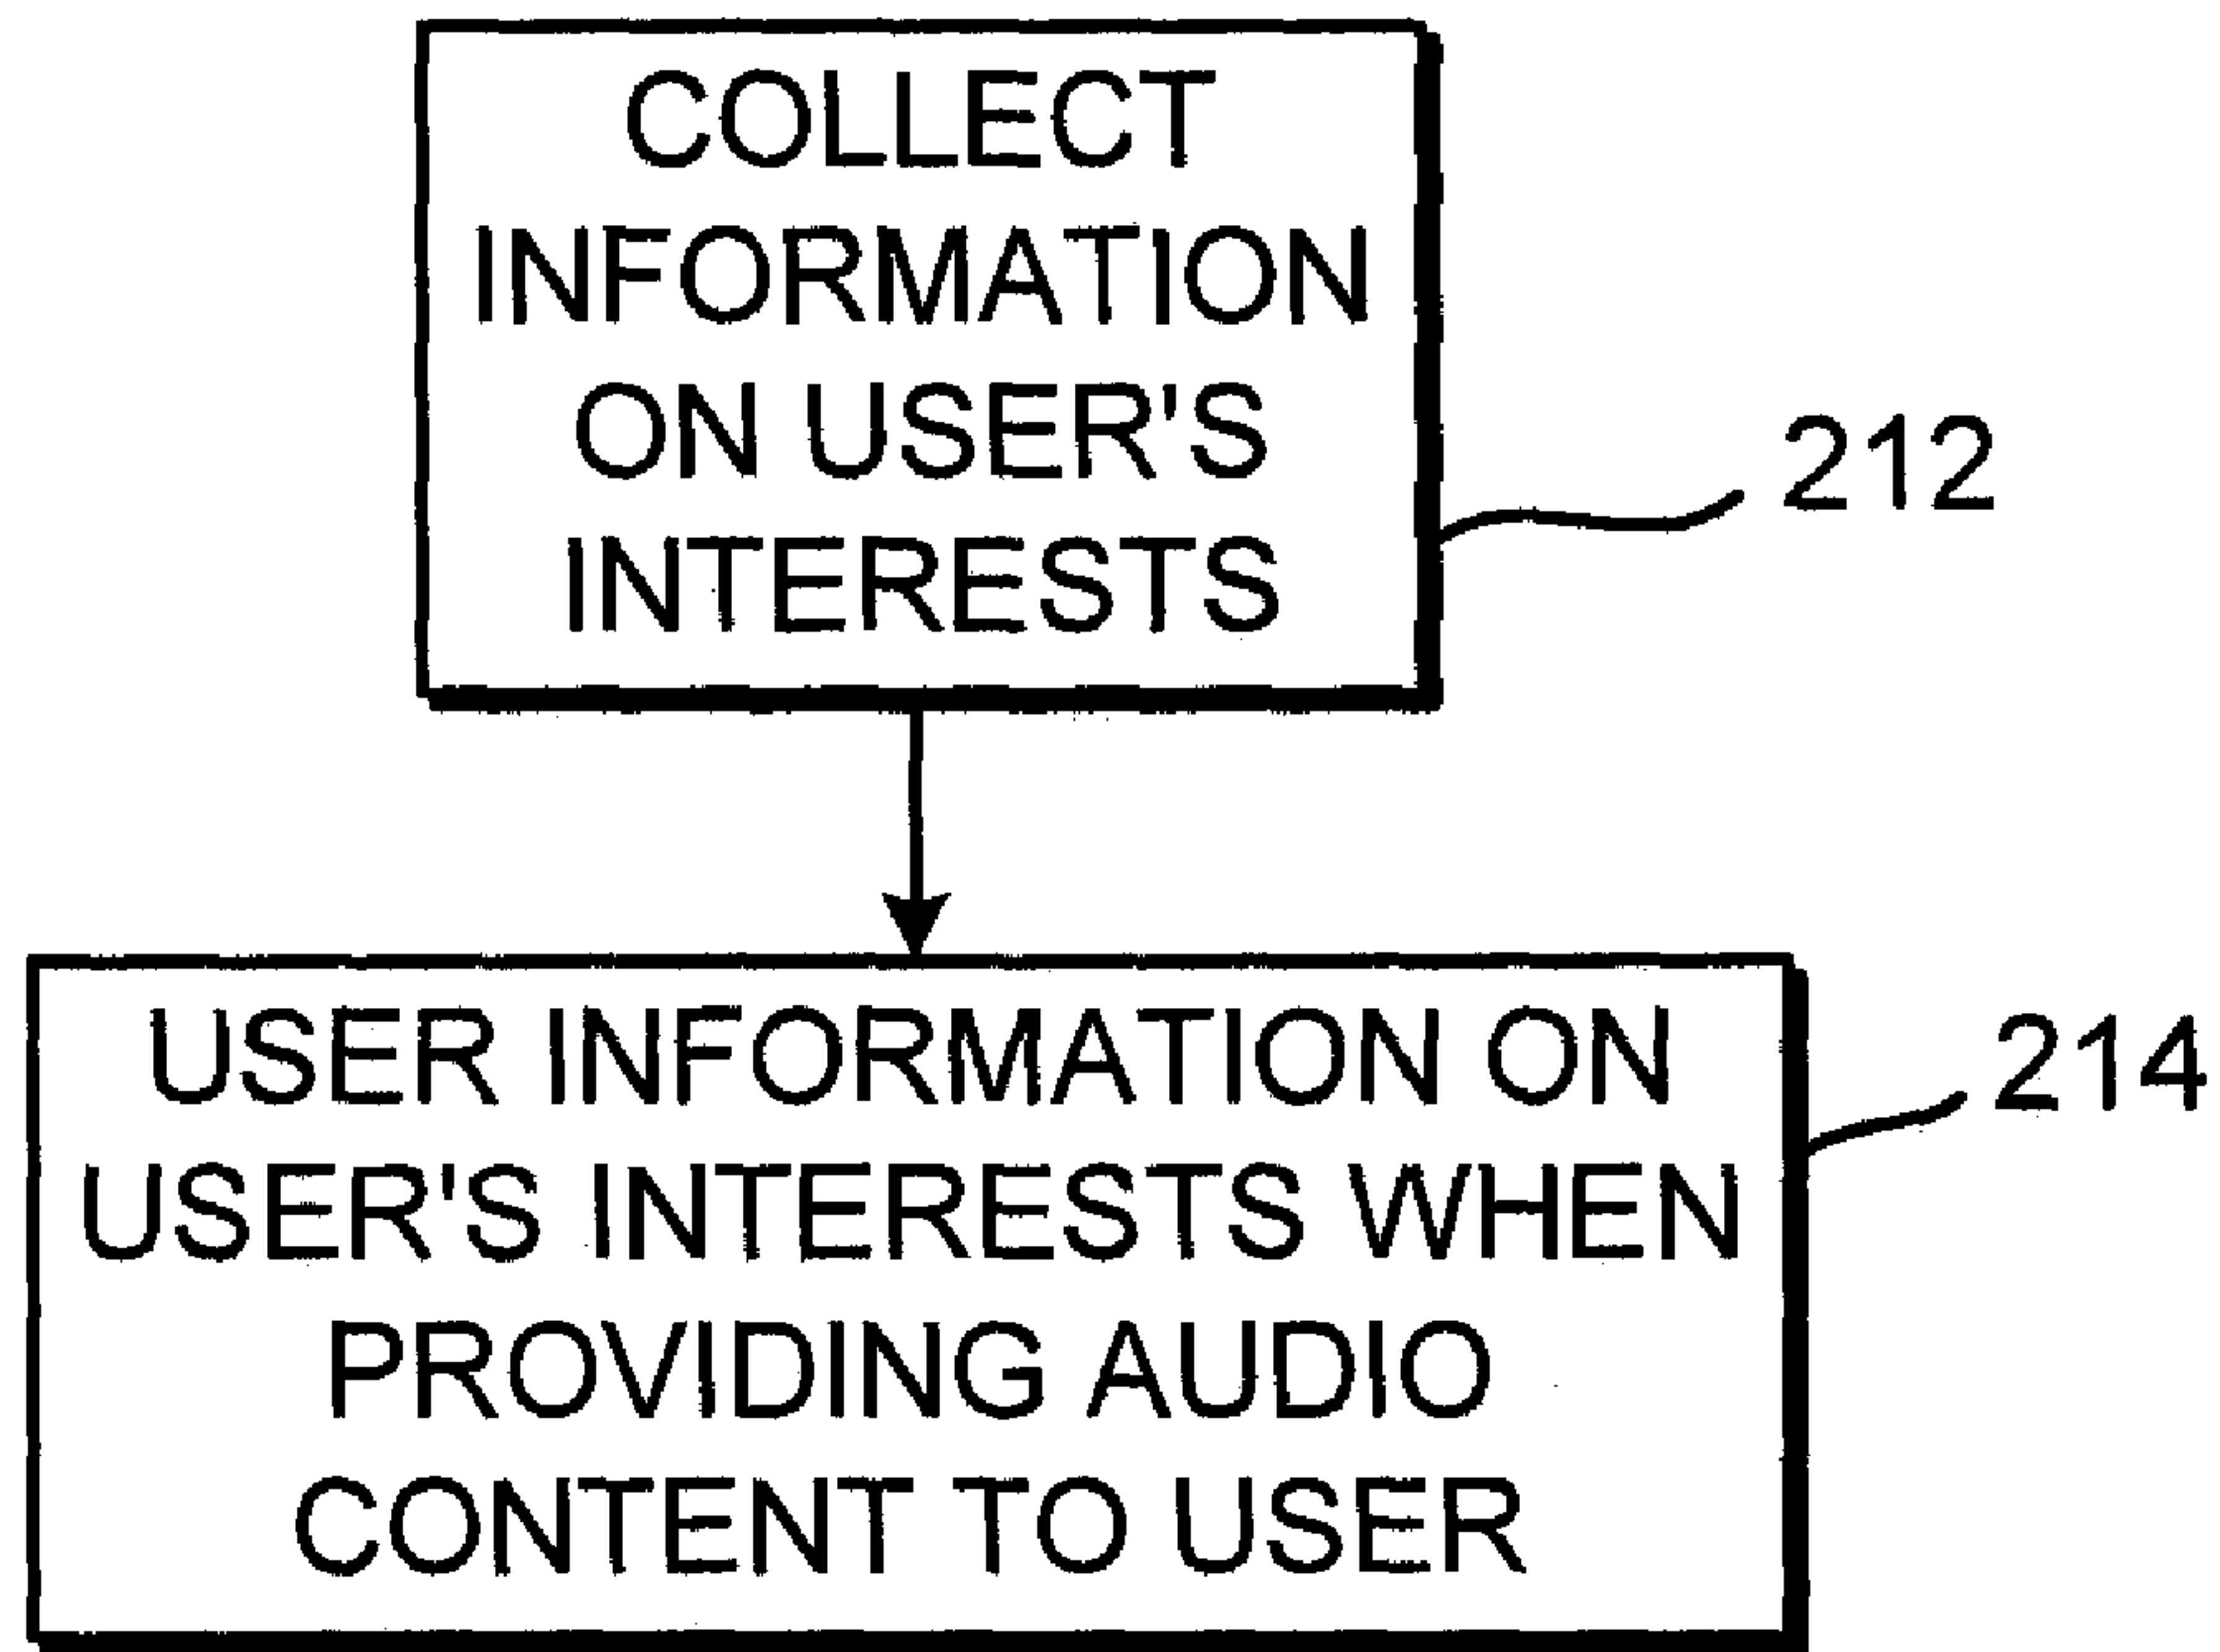 COLLECT
INFORMATION
ON USER'S
INTERESTS
212
USER INFORMATION ON
USER'S INTERESTS WHEN
PROVIDING AUDIO
CONTENT TO USER
214